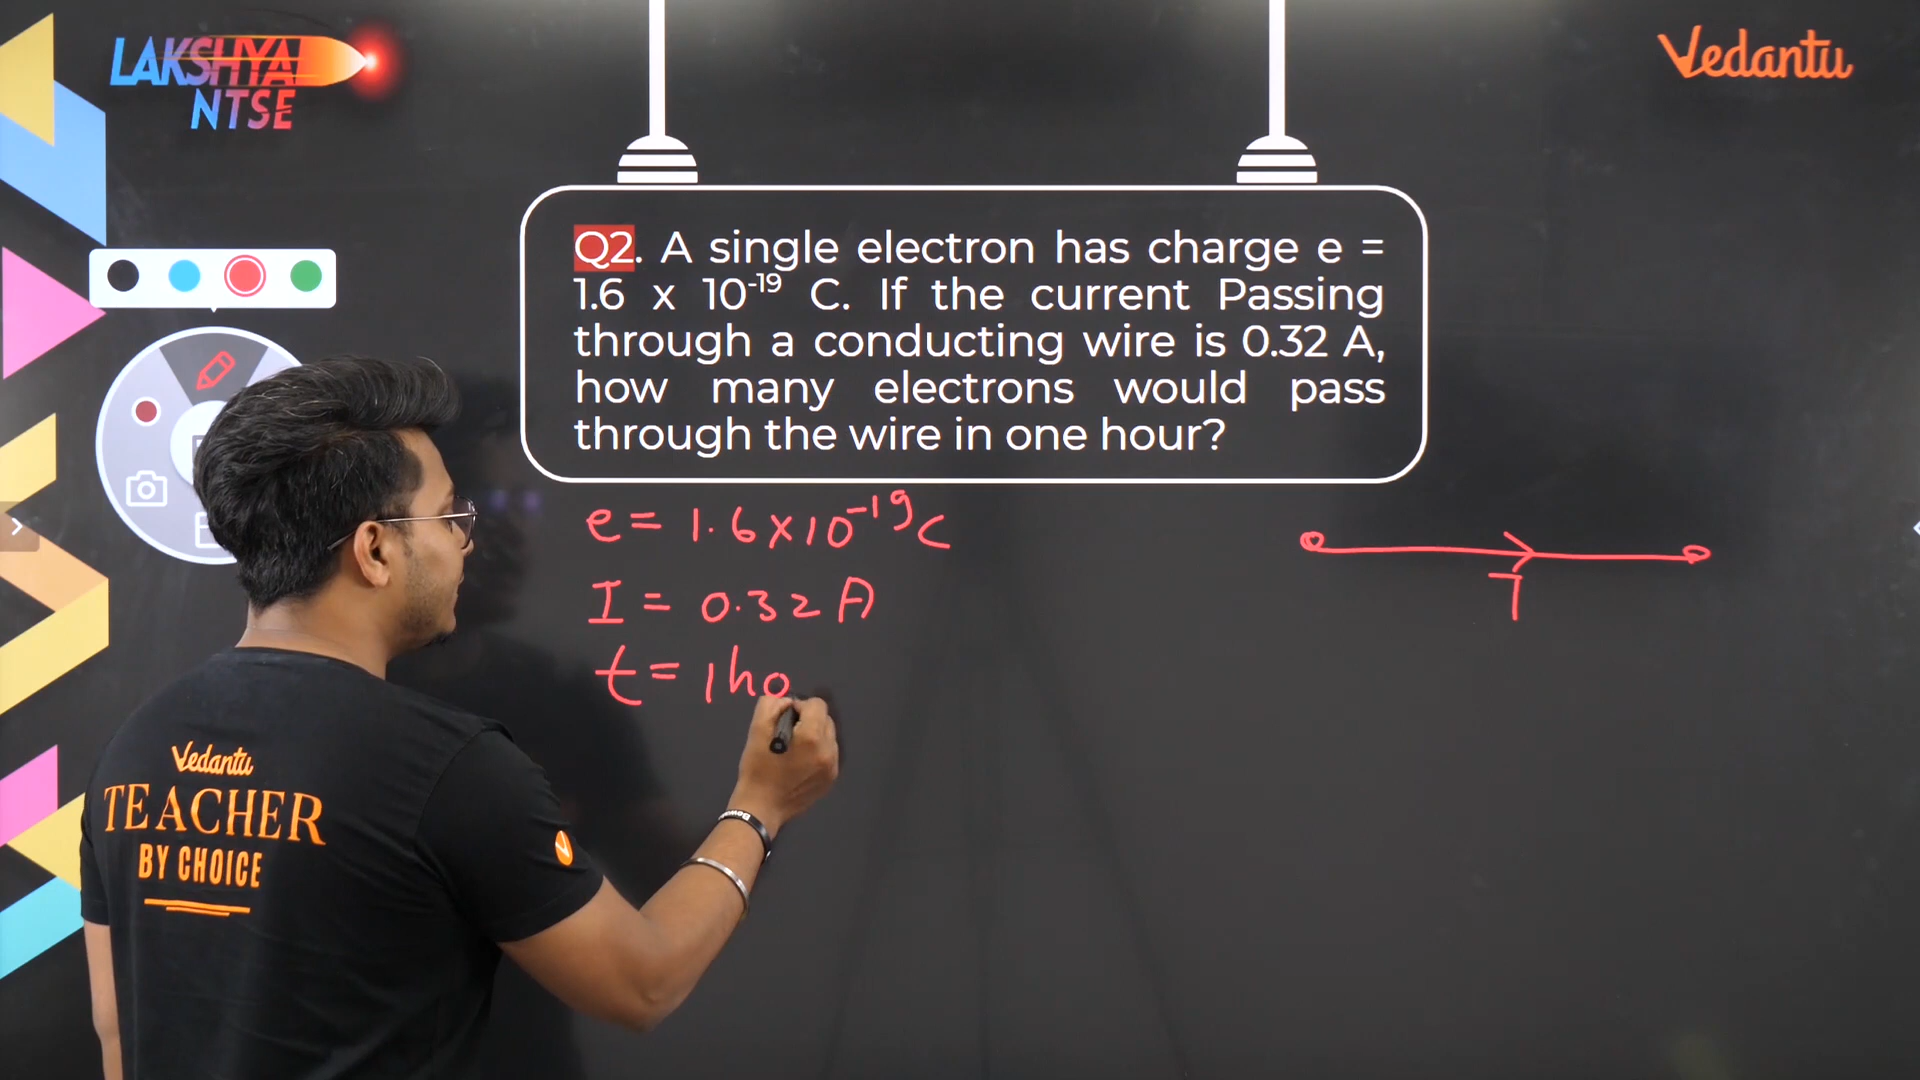 LAKSHYA
NTSE
Vedantu
Q2. A single electron has charge e =
1.6 x 10⁻¹⁹ C. If the current Passing
through a conducting wire is 0.32 A,
how many electrons would pass
through the wire in one hour?
e = 1.6×10⁻¹⁹C
I = 0.32 A
t = 1ho
I
Vedantu
TEACHER
BY CHOICE